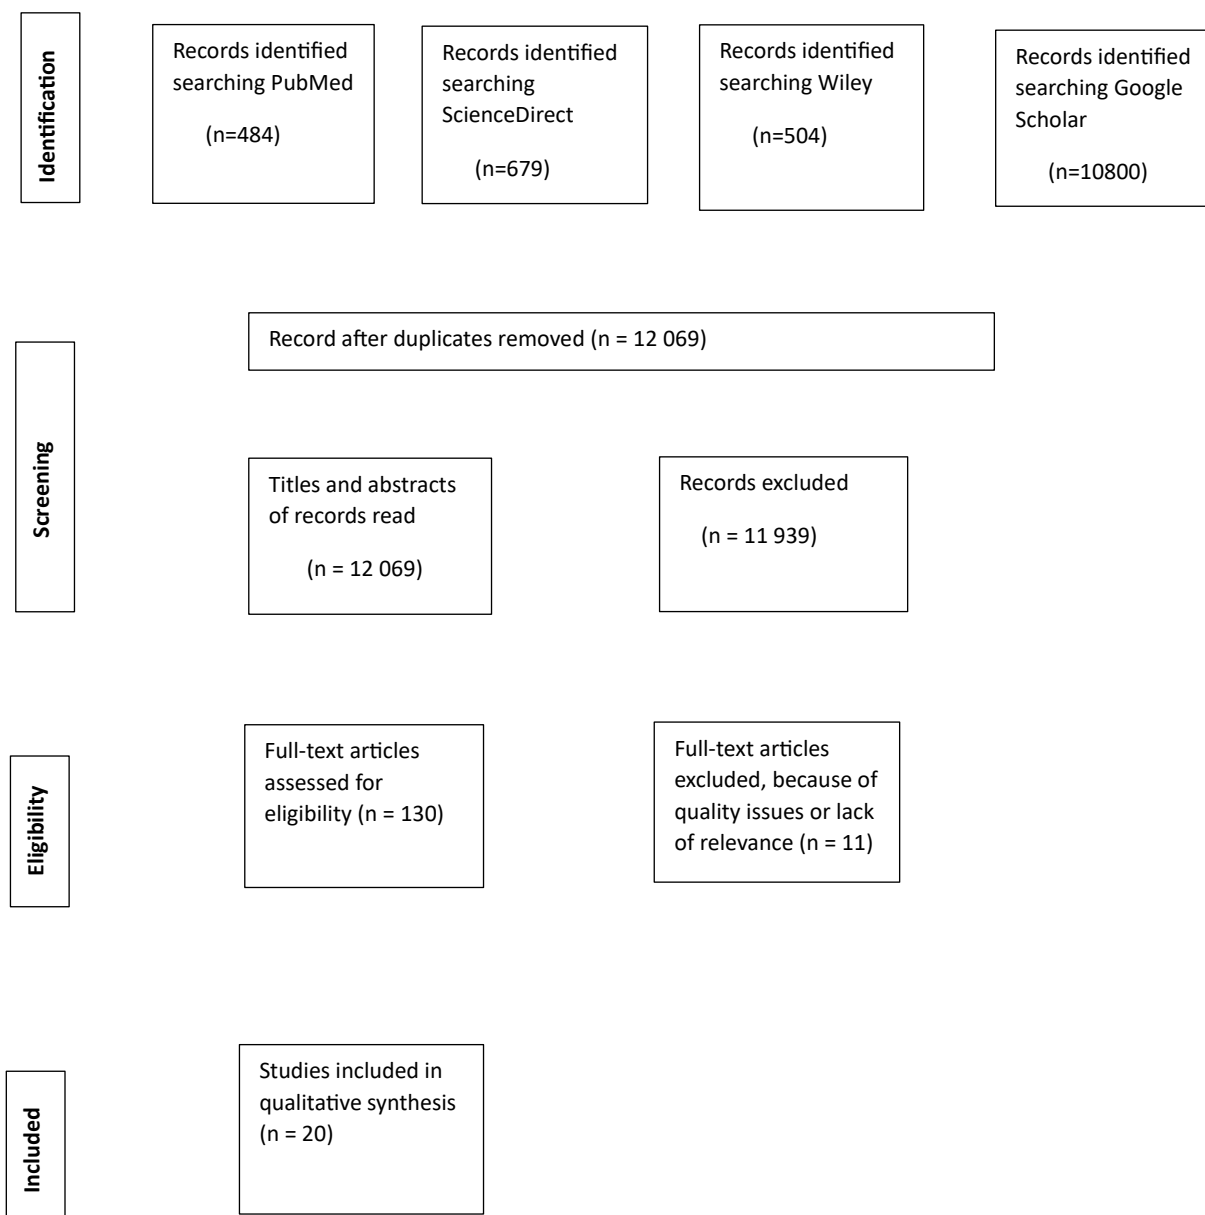 Identification
Records identified
searching PubMed
(n=484)
Records identified
searching
ScienceDirect
(n=679)
Records identified
searching Wiley
(n=504)
Records identified
searching Google
Scholar
(n=10800)
Screening
Record after duplicates removed (n = 12 069)
Titles and abstracts
of records read
(n = 12 069)
Records excluded
(n = 11 939)
Eligibility
Full-text articles
assessed for
eligibility (n = 130)
Full-text articles
excluded, because of
quality issues or lack
of relevance (n = 11)
Included
Studies included in
qualitative synthesis
(n = 20)